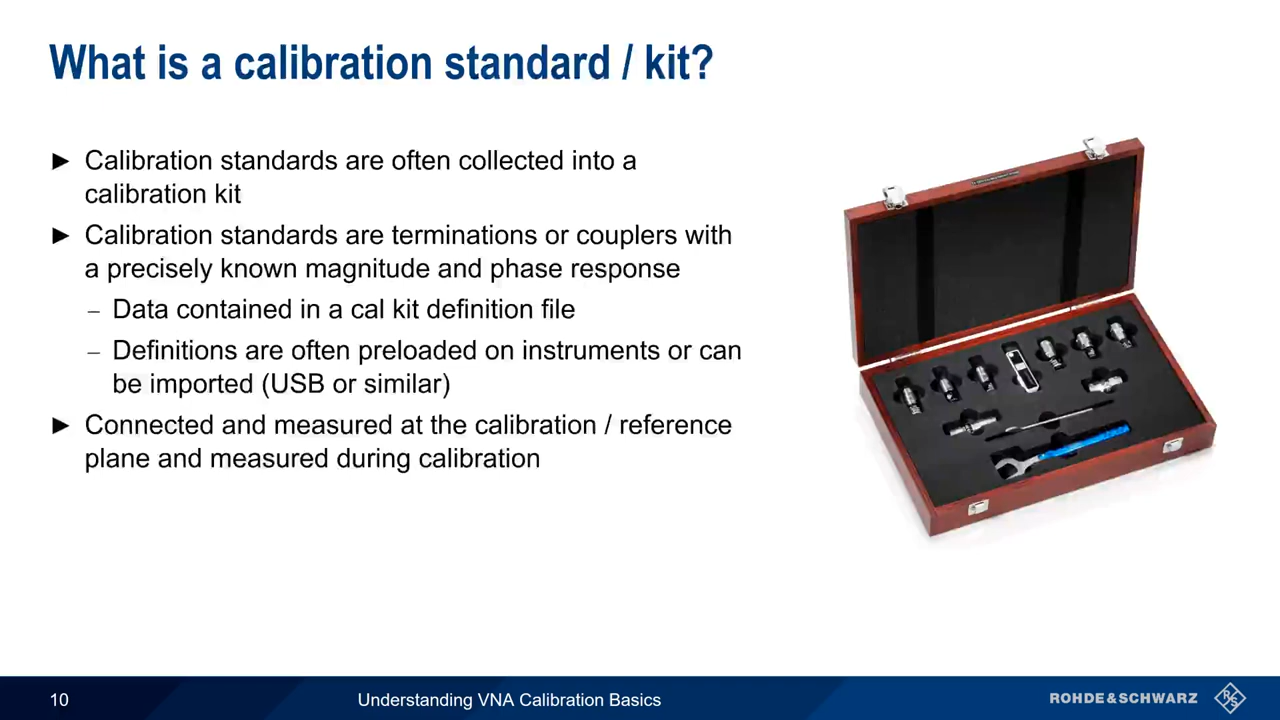 What is a calibration standard / kit?
► Calibration standards are often collected into a
calibration kit
► Calibration standards are terminations or couplers with
a precisely known magnitude and phase response
– Data contained in a cal kit definition file
– Definitions are often preloaded on instruments or can
be imported (USB or similar)
► Connected and measured at the calibration / reference
plane and measured during calibration
10
Understanding VNA Calibration Basics
ROHDE & SCHWARZ
R S